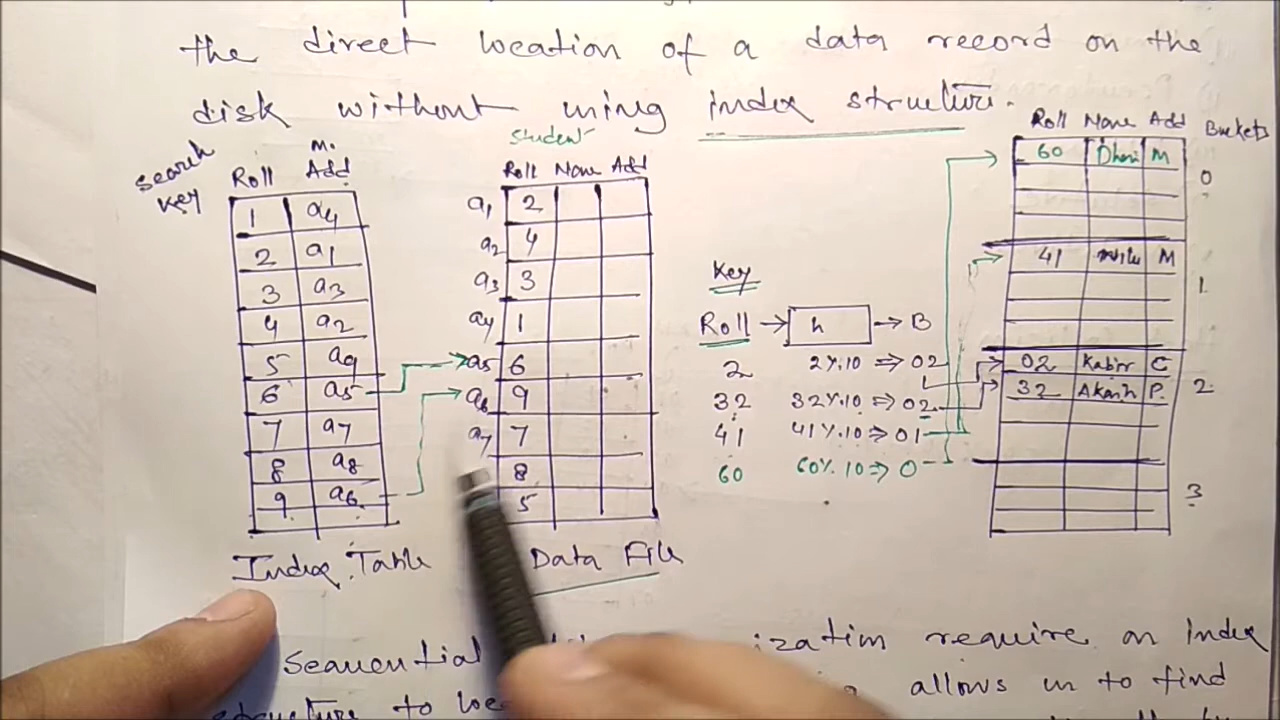 the direct location of a data record on the
disk without using index structure.
search key
Roll M. Add
1 a4
2 a1
3 a3
4 a2
5 a9
6 a5
7 a7
8 a8
9 a6
Index Table
Student
Roll Name Add
a1 2
a2 4
a3 3
a4 1
a5 6
a6 9
a7 7
8
5
Data File
Key
Roll → h → B
2 2%10 ⇒ 02
32 32%10 ⇒ 02
41 41%10 ⇒ 01
60 60%10 ⇒ 0
Roll Name Add Buckets
60 Dhoni M
0
41 M
1
02 Kabir C
32 Akash P.
2
3
Sequential require an index
structure to allows us to find